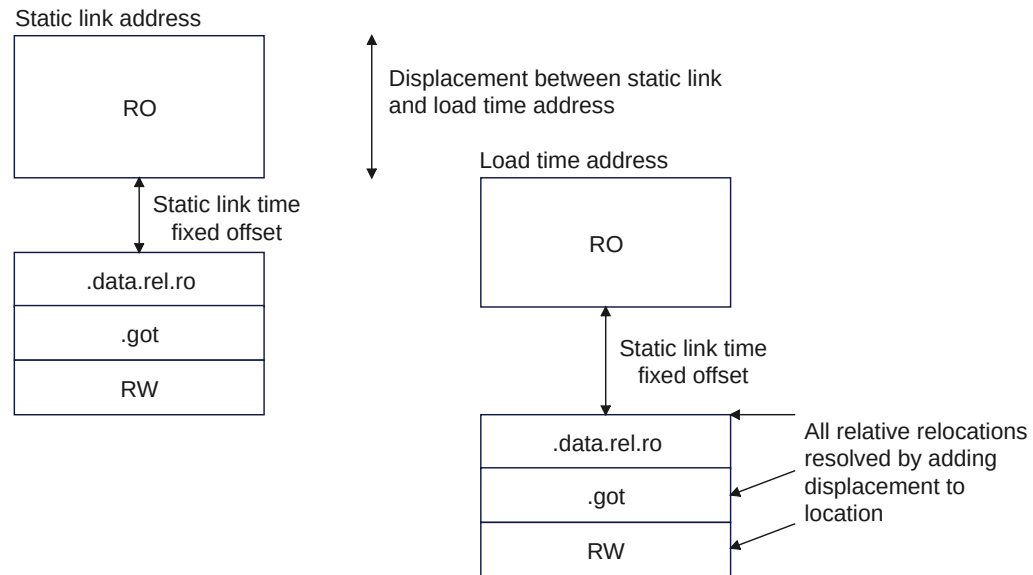 Static link address
RO
Displacement between static link
and load time address
Load time address
Static link time
fixed offset
RO
.data.rel.ro
.got
RW
Static link time
fixed offset
.data.rel.ro
.got
RW
All relative relocations
resolved by adding
displacement to
location